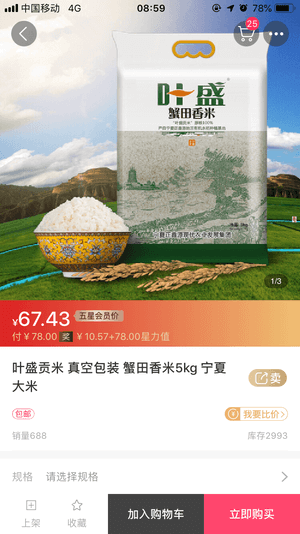 中国移动 4G 08:59 78%
25
叶盛
蟹田香米
1/3
¥67.43 五星会员价
付¥78.00 奖 ¥10.57+78.00星力值
叶盛贡米 真空包装 蟹田香米5kg 宁夏大米
卖
包邮
我要比价>
销量688 库存2993
规格 请选择规格
上架 收藏 加入购物车 立即购买